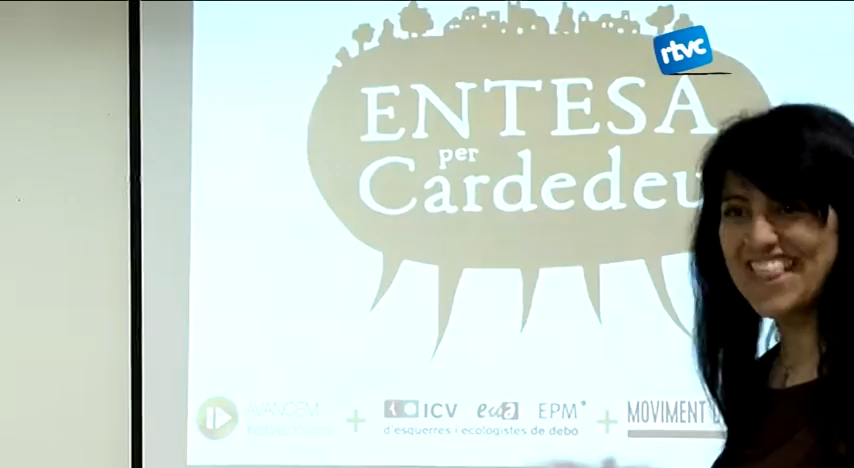 rtvc
ENTESA
per
Cardedeu
AVANCEM
+
ICV euia EPM
d'esquerres i ecologistes de debò
+
MOVIMENT